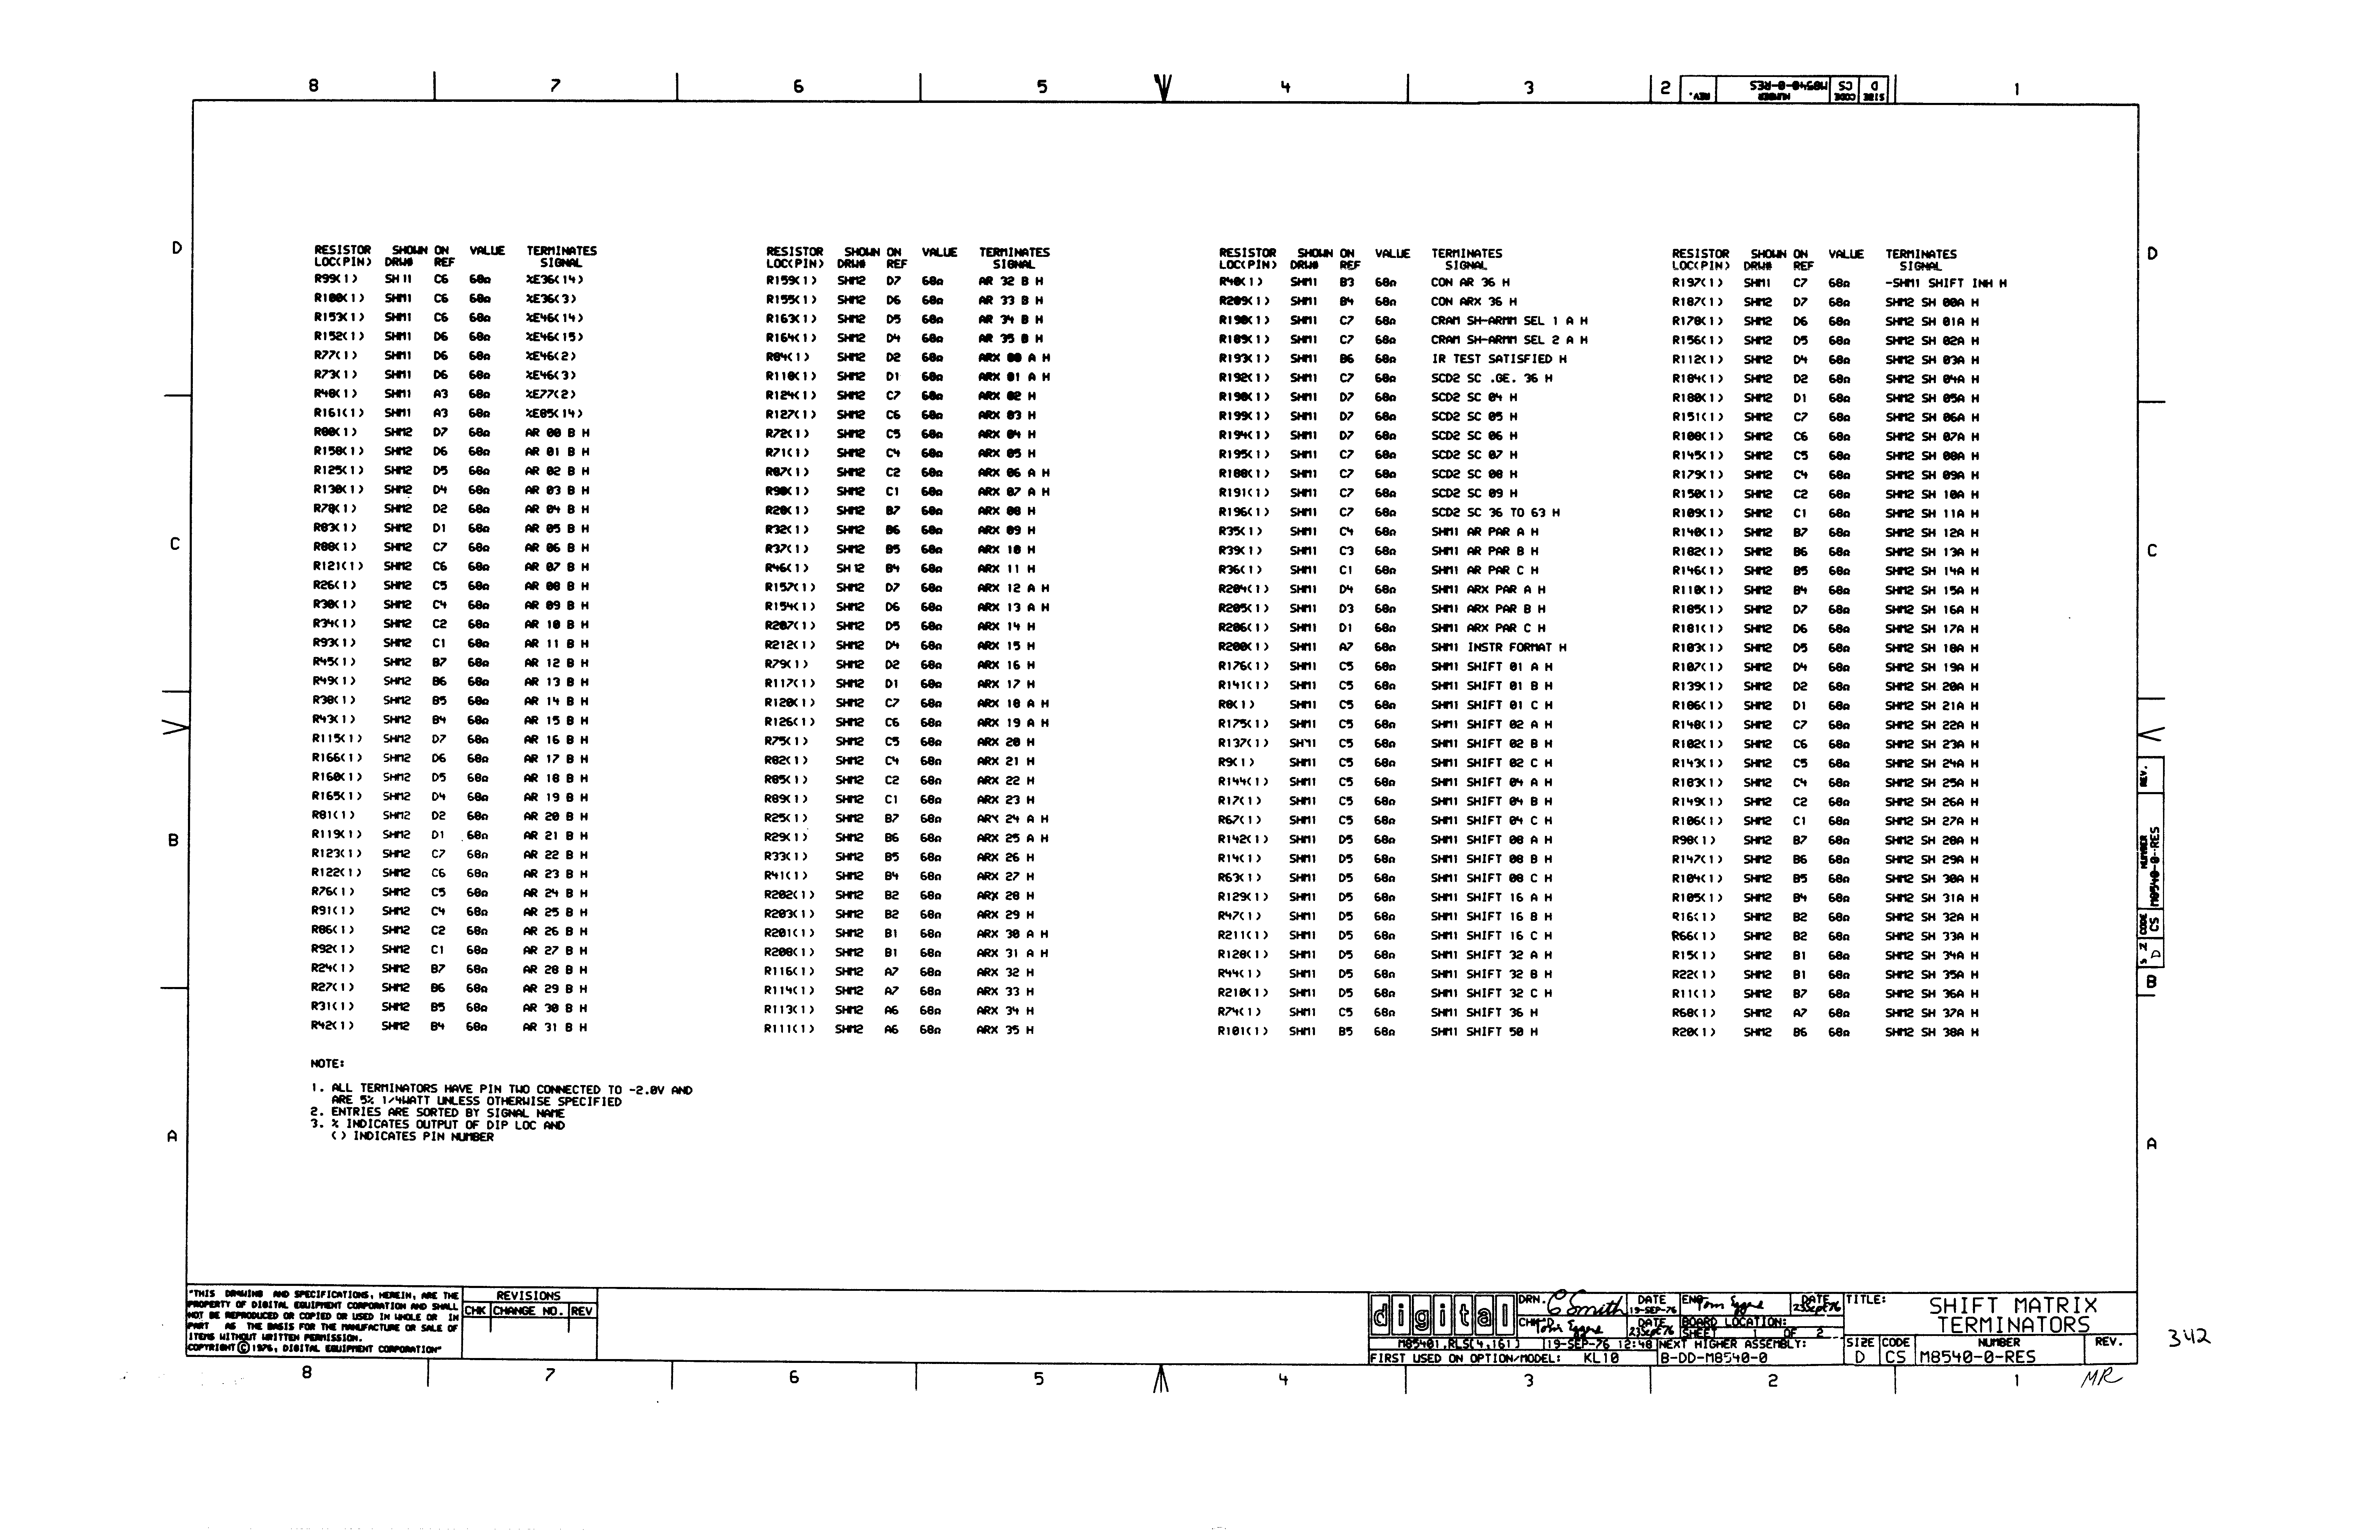 8 7 6 5 4 3 2 1
REV. NUMBER CODE SIZE
M8540-0-RES CS D
RESISTOR SHOWN ON VALUE TERMINATES
LOC(PIN) DRW# REF SIGNAL
R99(1) SH 11 C6 68Ω %E36(14)
R100(1) SHM1 C6 68Ω %E36(3)
R153(1) SHM1 C6 68Ω %E46(14)
R152(1) SHM1 D6 68Ω %E46(15)
R77(1) SHM1 D6 68Ω %E46(2)
R73(1) SHM1 D6 68Ω %E46(3)
SHM1 A3 68Ω %E77(2)
R161(1) SHM1 A3 68Ω %E85(14)
SHM2 D7 68Ω AR 00 B H
SHM2 D6 68Ω AR 01 B H
R125(1) SHM2 D5 68Ω AR 02 B H
R130(1) SHM2 D4 68Ω AR 03 B H
SHM2 D2 68Ω AR 04 B H
R83(1) SHM2 D1 68Ω AR 05 B H
SHM2 C7 68Ω AR 06 B H
R121(1) SHM2 C6 68Ω AR 07 B H
R26(1) SHM2 C5 68Ω AR 08 B H
R30(1) SHM2 C4 68Ω AR 09 B H
R34(1) SHM2 C2 68Ω AR 10 B H
R93(1) SHM2 C1 68Ω AR 11 B H
R45(1) SHM2 B7 68Ω AR 12 B H
R49(1) SHM2 B6 68Ω AR 13 B H
R38(1) SHM2 B5 68Ω AR 14 B H
R43(1) SHM2 B4 68Ω AR 15 B H
R115(1) SHM2 D7 68Ω AR 16 B H
R166(1) SHM2 D6 68Ω AR 17 B H
R160(1) SHM2 D5 68Ω AR 18 B H
R165(1) SHM2 D4 68Ω AR 19 B H
R81(1) SHM2 D2 68Ω AR 20 B H
R119(1) SHM2 D1 68Ω AR 21 B H
R123(1) SHM2 C7 68Ω AR 22 B H
R122(1) SHM2 C6 68Ω AR 23 B H
R76(1) SHM2 C5 68Ω AR 24 B H
R91(1) SHM2 C4 68Ω AR 25 B H
R86(1) SHM2 C2 68Ω AR 26 B H
R92(1) SHM2 C1 68Ω AR 27 B H
R24(1) SHM2 B7 68Ω AR 28 B H
R27(1) SHM2 B6 68Ω AR 29 B H
R31(1) SHM2 B5 68Ω AR 30 B H
R42(1) SHM2 B4 68Ω AR 31 B H
RESISTOR SHOWN ON VALUE TERMINATES
LOC(PIN) DRW# REF SIGNAL
R159(1) SHM2 D7 68Ω AR 32 B H
R155(1) SHM2 D6 68Ω AR 33 B H
R163(1) SHM2 D5 68Ω AR 34 B H
R164(1) SHM2 D4 68Ω AR 35 B H
R84(1) SHM2 D2 68Ω ARX 00 A H
R118(1) SHM2 D1 68Ω ARX 01 A H
R124(1) SHM2 C7 68Ω ARX 02 H
R127(1) SHM2 C6 68Ω ARX 03 H
R72(1) SHM2 C5 68Ω ARX 04 H
R71(1) SHM2 C4 68Ω ARX 05 H
R87(1) SHM2 C2 68Ω ARX 06 A H
R90(1) SHM2 C1 68Ω ARX 07 A H
R28(1) SHM2 B7 68Ω ARX 08 H
R32(1) SHM2 B6 68Ω ARX 09 H
R37(1) SHM2 B5 68Ω ARX 10 H
R46(1) SH 12 B4 68Ω ARX 11 H
R157(1) SHM2 D7 68Ω ARX 12 A H
R154(1) SHM2 D6 68Ω ARX 13 A H
R207(1) SHM2 D5 68Ω ARX 14 H
R212(1) SHM2 D4 68Ω ARX 15 H
R79(1) SHM2 D2 68Ω ARX 16 H
R117(1) SHM2 D1 68Ω ARX 17 H
R120(1) SHM2 C7 68Ω ARX 18 A H
R126(1) SHM2 C6 68Ω ARX 19 A H
R75(1) SHM2 C5 68Ω ARX 20 H
R82(1) SHM2 C4 68Ω ARX 21 H
R85(1) SHM2 C2 68Ω ARX 22 H
R89(1) SHM2 C1 68Ω ARX 23 H
R25(1) SHM2 B7 68Ω ARX 24 A H
R29(1) SHM2 B6 68Ω ARX 25 A H
R33(1) SHM2 B5 68Ω ARX 26 H
R41(1) SHM2 B4 68Ω ARX 27 H
R202(1) SHM2 B2 68Ω ARX 28 H
R203(1) SHM2 B2 68Ω ARX 29 H
R201(1) SHM2 B1 68Ω ARX 30 A H
R208(1) SHM2 B1 68Ω ARX 31 A H
R116(1) SHM2 A7 68Ω ARX 32 H
R114(1) SHM2 A7 68Ω ARX 33 H
R113(1) SHM2 A6 68Ω ARX 34 H
R111(1) SHM2 A6 68Ω ARX 35 H
RESISTOR SHOWN ON VALUE TERMINATES
LOC(PIN) DRW# REF SIGNAL
SHM1 B3 68Ω CON AR 36 H
R209(1) SHM1 B4 68Ω CON ARX 36 H
SHM1 C7 68Ω CRAM SH-ARMM SEL 1 A H
R189(1) SHM1 C7 68Ω CRAM SH-ARMM SEL 2 A H
R193(1) SHM1 B6 68Ω IR TEST SATISFIED H
R192(1) SHM1 C7 68Ω SCD2 SC .GE. 36 H
SHM1 D7 68Ω SCD2 SC 04 H
R199(1) SHM1 D7 68Ω SCD2 SC 05 H
R194(1) SHM1 D7 68Ω SCD2 SC 06 H
R195(1) SHM1 C7 68Ω SCD2 SC 07 H
R188(1) SHM1 C7 68Ω SCD2 SC 08 H
R191(1) SHM1 C7 68Ω SCD2 SC 09 H
R196(1) SHM1 C7 68Ω SCD2 SC 36 TO 63 H
R35(1) SHM1 C4 68Ω SHM1 AR PAR A H
R39(1) SHM1 C3 68Ω SHM1 AR PAR B H
R36(1) SHM1 C1 68Ω SHM1 AR PAR C H
R204(1) SHM1 D4 68Ω SHM1 ARX PAR A H
R205(1) SHM1 D3 68Ω SHM1 ARX PAR B H
R206(1) SHM1 D1 68Ω SHM1 ARX PAR C H
R200(1) SHM1 A7 68Ω SHM1 INSTR FORMAT H
R176(1) SHM1 C5 68Ω SHM1 SHIFT 01 A H
R141(1) SHM1 C5 68Ω SHM1 SHIFT 01 B H
R8(1) SHM1 C5 68Ω SHM1 SHIFT 01 C H
R175(1) SHM1 C5 68Ω SHM1 SHIFT 02 A H
R137(1) SHM1 C5 68Ω SHM1 SHIFT 02 B H
R9(1) SHM1 C5 68Ω SHM1 SHIFT 02 C H
R144(1) SHM1 C5 68Ω SHM1 SHIFT 04 A H
R17(1) SHM1 C5 68Ω SHM1 SHIFT 04 B H
R67(1) SHM1 C5 68Ω SHM1 SHIFT 04 C H
R142(1) SHM1 D5 68Ω SHM1 SHIFT 08 A H
R14(1) SHM1 D5 68Ω SHM1 SHIFT 08 B H
R63(1) SHM1 D5 68Ω SHM1 SHIFT 08 C H
R129(1) SHM1 D5 68Ω SHM1 SHIFT 16 A H
R47(1) SHM1 D5 68Ω SHM1 SHIFT 16 B H
R211(1) SHM1 D5 68Ω SHM1 SHIFT 16 C H
R128(1) SHM1 D5 68Ω SHM1 SHIFT 32 A H
R44(1) SHM1 D5 68Ω SHM1 SHIFT 32 B H
R210(1) SHM1 D5 68Ω SHM1 SHIFT 32 C H
R74(1) SHM1 C5 68Ω SHM1 SHIFT 36 H
R101(1) SHM1 B5 68Ω SHM1 SHIFT 50 H
RESISTOR SHOWN ON VALUE TERMINATES
LOC(PIN) DRW# REF SIGNAL
R197(1) SHM1 C7 68Ω -SHM1 SHIFT INH H
R187(1) SHM2 D7 68Ω SHM2 SH 00A H
R178(1) SHM2 D6 68Ω SHM2 SH 01A H
R156(1) SHM2 D5 68Ω SHM2 SH 02A H
R112(1) SHM2 D4 68Ω SHM2 SH 03A H
R184(1) SHM2 D2 68Ω SHM2 SH 04A H
R180(1) SHM2 D1 68Ω SHM2 SH 05A H
R151(1) SHM2 C7 68Ω SHM2 SH 06A H
R108(1) SHM2 C6 68Ω SHM2 SH 07A H
R145(1) SHM2 C5 68Ω SHM2 SH 08A H
R179(1) SHM2 C4 68Ω SHM2 SH 09A H
R150(1) SHM2 C2 68Ω SHM2 SH 10A H
R109(1) SHM2 C1 68Ω SHM2 SH 11A H
R140(1) SHM2 B7 68Ω SHM2 SH 12A H
R182(1) SHM2 B6 68Ω SHM2 SH 13A H
R146(1) SHM2 B5 68Ω SHM2 SH 14A H
R110(1) SHM2 B4 68Ω SHM2 SH 15A H
R185(1) SHM2 D7 68Ω SHM2 SH 16A H
R181(1) SHM2 D6 68Ω SHM2 SH 17A H
SHM2 D5 68Ω SHM2 SH 18A H
R107(1) SHM2 D4 68Ω SHM2 SH 19A H
R139(1) SHM2 D2 68Ω SHM2 SH 20A H
R186(1) SHM2 D1 68Ω SHM2 SH 21A H
R148(1) SHM2 C7 68Ω SHM2 SH 22A H
R102(1) SHM2 C6 68Ω SHM2 SH 23A H
R143(1) SHM2 C5 68Ω SHM2 SH 24A H
SHM2 C4 68Ω SHM2 SH 25A H
R149(1) SHM2 C2 68Ω SHM2 SH 26A H
R106(1) SHM2 C1 68Ω SHM2 SH 27A H
R98(1) SHM2 B7 68Ω SHM2 SH 28A H
R147(1) SHM2 B6 68Ω SHM2 SH 29A H
R104(1) SHM2 B5 68Ω SHM2 SH 30A H
R105(1) SHM2 B4 68Ω SHM2 SH 31A H
R16(1) SHM2 B2 68Ω SHM2 SH 32A H
R66(1) SHM2 B2 68Ω SHM2 SH 33A H
R15(1) SHM2 B1 68Ω SHM2 SH 34A H
R22(1) SHM2 B1 68Ω SHM2 SH 35A H
R11(1) SHM2 B7 68Ω SHM2 SH 36A H
R68(1) SHM2 A7 68Ω SHM2 SH 37A H
R20(1) SHM2 B6 68Ω SHM2 SH 38A H
NOTE:
1. ALL TERMINATORS HAVE PIN TWO CONNECTED TO -2.0V AND
ARE 5% 1/4WATT UNLESS OTHERWISE SPECIFIED
2. ENTRIES ARE SORTED BY SIGNAL NAME
3. % INDICATES OUTPUT OF DIP LOC AND
() INDICATES PIN NUMBER
D
C
B
A
D
C
B
A
REV.
NUMBER
M8540-0-RES
CODE
CS
D
"THIS DRAWING AND SPECIFICATIONS, HEREIN, ARE THE
PROPERTY OF DIGITAL EQUIPMENT CORPORATION AND SHALL
NOT BE REPRODUCED OR COPIED OR USED IN WHOLE OR IN
PART AS THE BASIS FOR THE MANUFACTURE OR SALE OF
ITEMS WITHOUT WRITTEN PERMISSION.
COPYRIGHT © 1976, DIGITAL EQUIPMENT CORPORATION"
REVISIONS
CHK CHANGE NO. REV
digital
DRN. C Smith DATE 19-SEP-76
CHK'D Tom Eggers DATE 23Sept76
ENG Tom Eggers DATE 23Sept76
BOARD LOCATION:
SHEET 1 OF 2
M85401.RLS[4,161] 19-SEP-76 12:48 NEXT HIGHER ASSEMBLY:
FIRST USED ON OPTION/MODEL: KL10 B-DD-M8540-0
TITLE: SHIFT MATRIX
TERMINATORS
SIZE CODE NUMBER REV.
D CS M8540-0-RES
342
8 7 6 5 4 3 2 1
MR